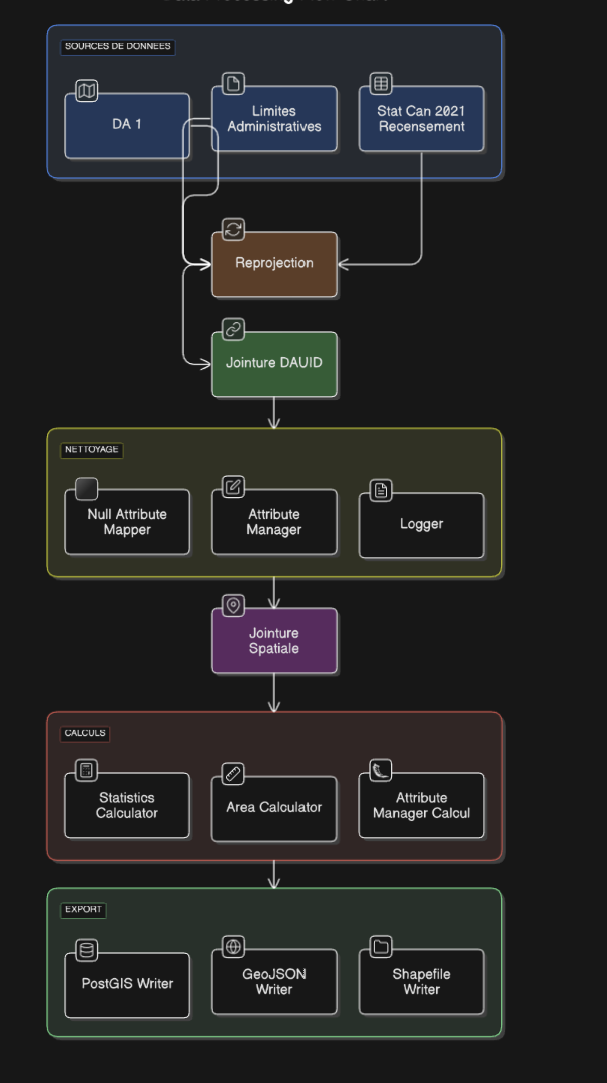 SOURCES DE DONNEES
DA 1
Limites
Administratives
Stat Can 2021
Recensement
Reprojection
Jointure DAUID
NETTOYAGE
Null Attribute
Mapper
Attribute
Manager
Logger
Jointure
Spatiale
CALCULS
Statistics
Calculator
Area Calculator
Attribute
Manager Calcul
EXPORT
PostGIS Writer
GeoJSON
Writer
Shapefile
Writer